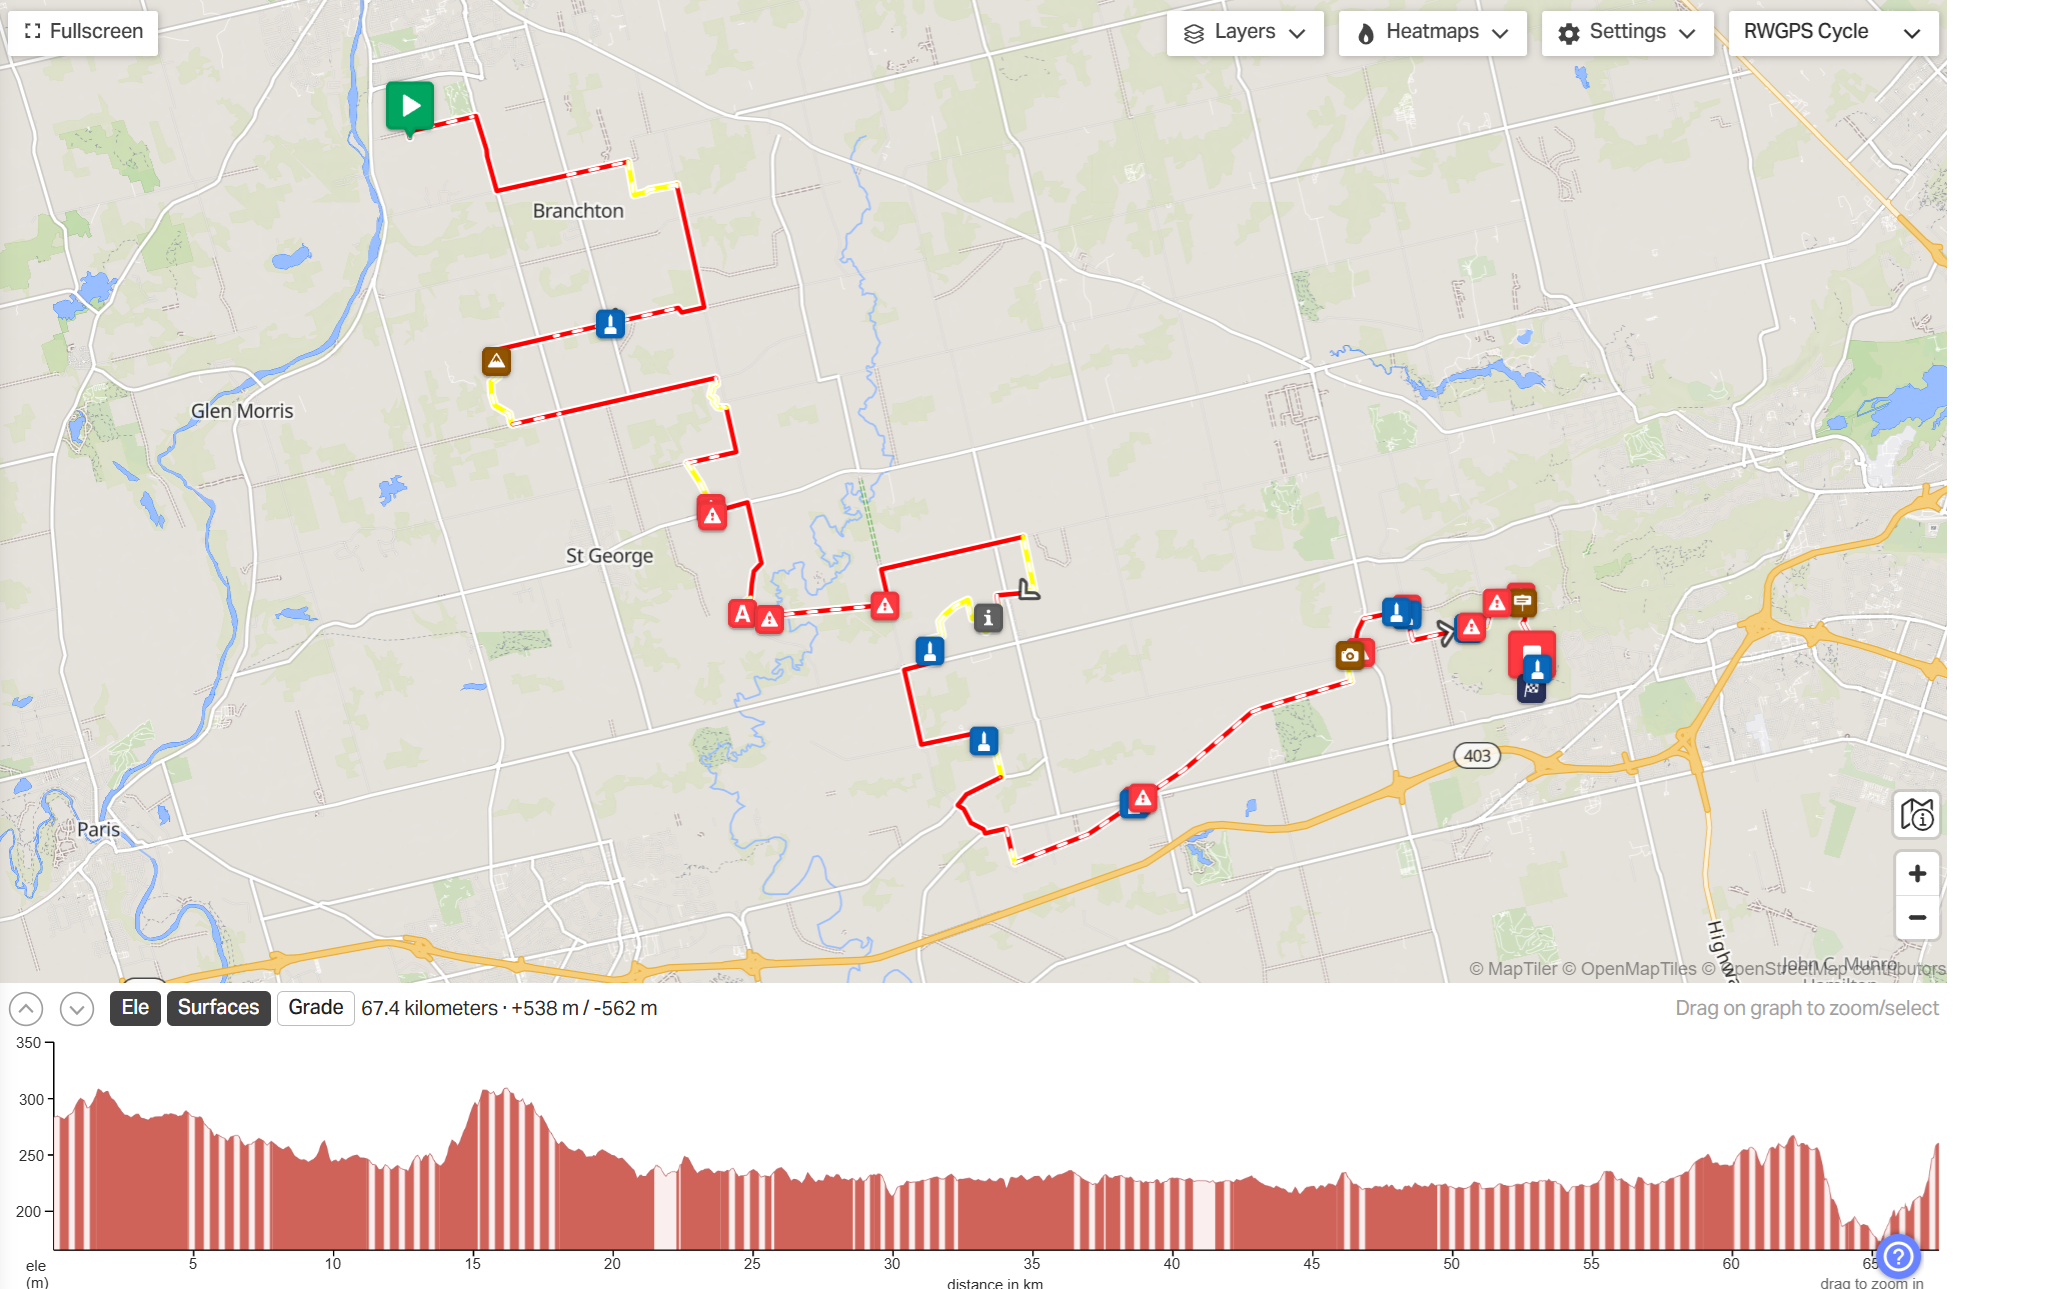 Fullscreen
Layers
Heatmaps
Settings
RWGPS Cycle
Branchton
Glen Morris
St George
A
i
403
Paris
John C. Munro
© MapTiler © OpenMapTiles © OpenStreetMap contributors
Ele
Surfaces
Grade
67.4 kilometers · +538 m / -562 m
Drag on graph to zoom/select
350
300
250
200
ele
(m)
5
10
15
20
25
30
35
40
45
50
55
60
65
distance in km
drag to zoom in
?